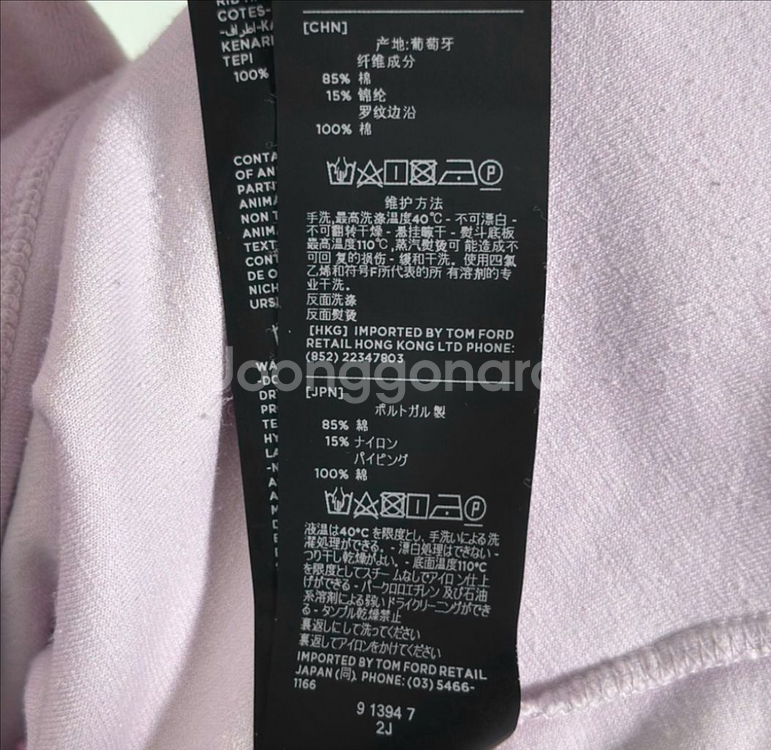 COTES-
KENARI
TEPI
100%
[CHN]
产地:葡萄牙
纤维成分
85% 棉
15% 锦纶
罗纹边沿
100% 棉
维护方法
手洗,最高洗涤温度40℃ - 不可漂白 -
不可翻转干燥 - 悬挂晾干 - 熨斗底板
最高温度110℃,蒸汽熨烫可 能造成不
可回 复的损伤 - 缓和干洗。使用四氯
乙烯和符号F所代表的所 有溶剂的专
业干洗。
反面洗涤
反面熨烫
[HKG] IMPORTED BY TOM FORD
RETAIL HONG KONG LTD PHONE:
(852) 22347803
Joonggonara
[JPN]
ポルトガル 製
85% 綿
15% ナイロン
パイピング
100% 綿
液温は40℃ を限度とし、手洗いによる 洗
濯処理ができる。 - 漂白処理はできない -
つり干し乾燥がよい。 - 底面温度110℃
を限度としてスチー ムなしでアイロ ン仕上
げができる - パークロロエチレン 及び石油
系溶剤による弱い ドライクリーニングができ
る - タンブル乾燥禁止
裏返しにして洗ってください
裏返してアイロンをかけてください
IMPORTED BY TOM FORD RETAIL
JAPAN (同). PHONE: (03) 5466-
1166
9 1394 7
2J
CONTA
OF AN
PARTI
ANIMA
NON T
ANIM
TEXT
CONT
DE O
NICH
URS
WA
-DO
DR
PR
TE
HY
LA
-N